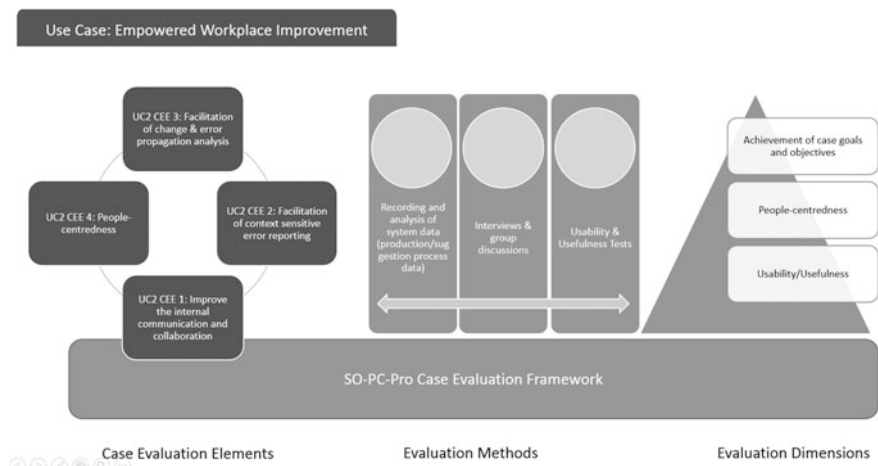 Use Case: Empowered Workplace Improvement
UC2 CEE 3: Facilitation
of change & error
propagation analysis
UC2 CEE 4: People-
centredness
UC2 CEE 2: Facilitation
of context sensitive
error reporting
UC2 CEE 1: Improve
the internal
communication and
collaboration
Recording and
analysis of
system data
(production/sug
gestion process
data)
Interviews &
group
discussions
Usability &
Usefulness Tests
Achievement of case goals
and objectives
People-centredness
Usability/Usefulness
SO-PC-Pro Case Evaluation Framework
Case Evaluation Elements
Evaluation Methods
Evaluation Dimensions